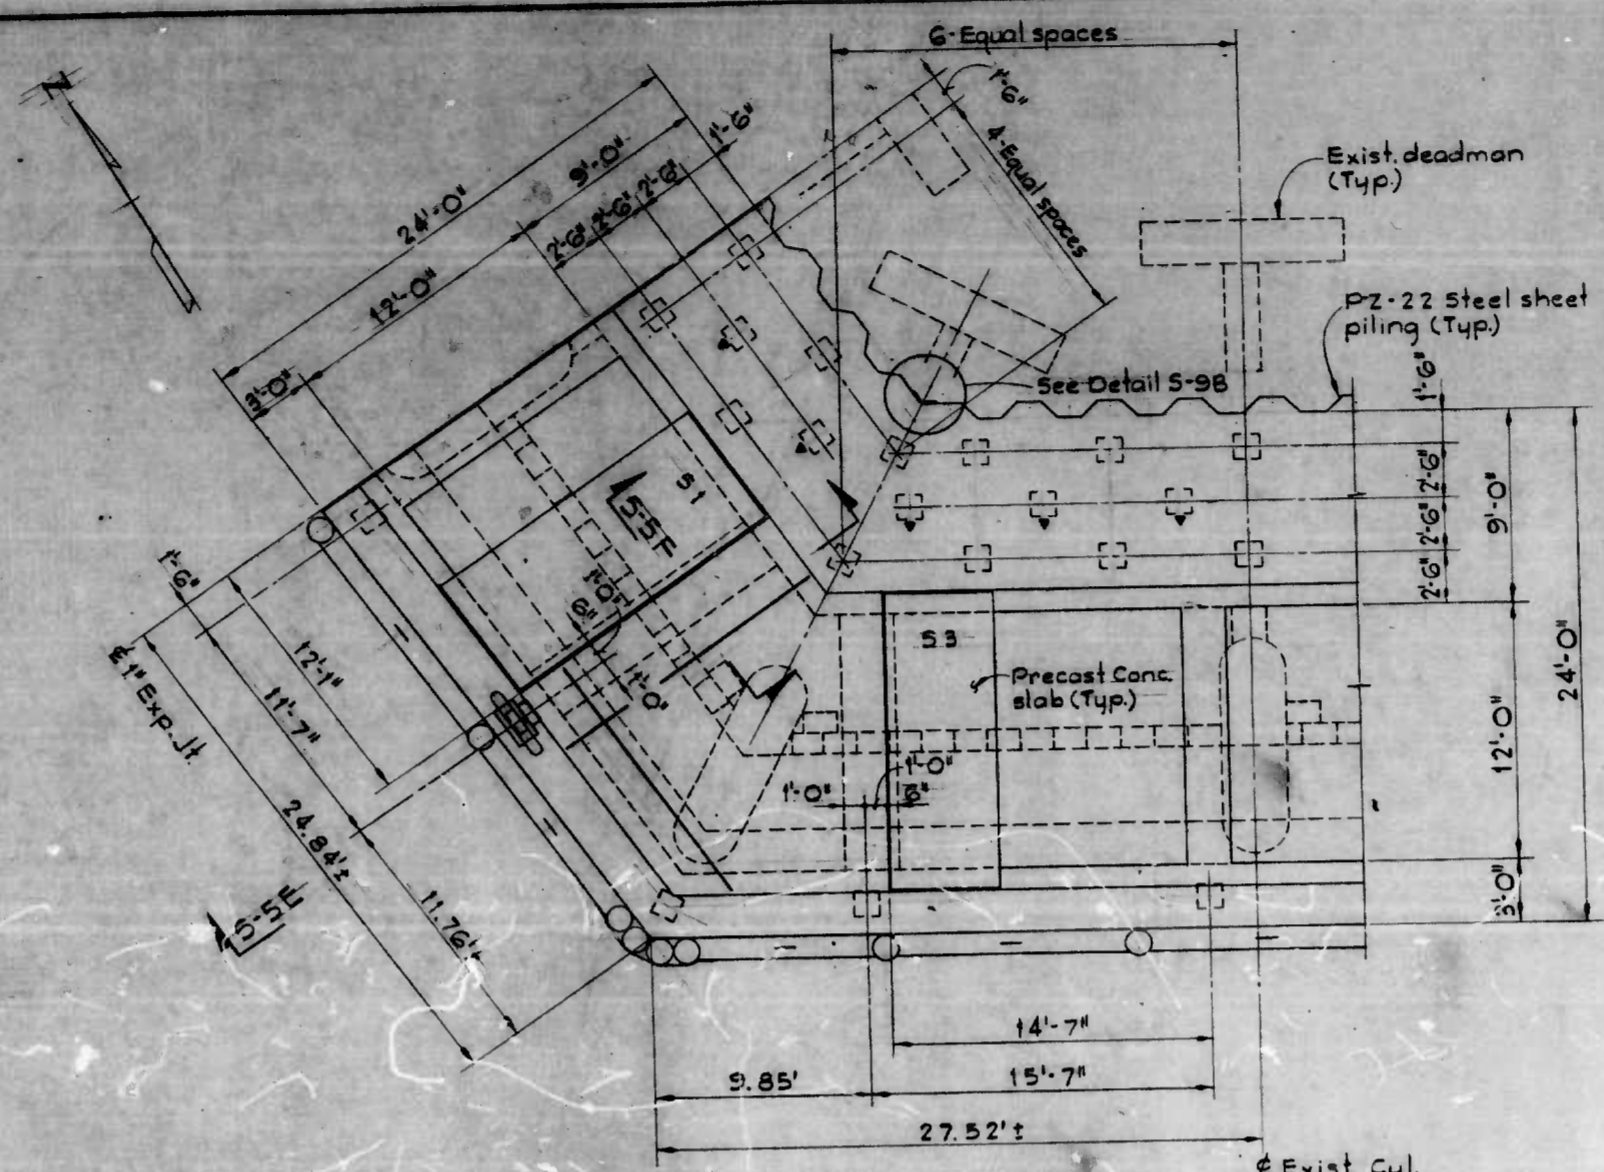 6-Equal spaces
N
1'-6"
4-Equal spaces
Exist. deadman
(Typ.)
1'-6"
9'-0"
24'-0"
2'-6" 2'-6" 2'-6"
12'-0"
3'-0"
PZ-22 Steel sheet
piling (Typ.)
See Detail S-9B
1'-6"
2'-6"
2'-6"
2'-6"
9'-0"
24'-0"
12'-0"
3'-0"
S1
S-5F
1'-0"
6"
1'-0"
S3
Precast Conc.
slab (Typ.)
1'-0"
1'-0"
6"
1'-6"
12'-1"
11'-7"
₵ 1" Exp. Jt.
24.84'±
11.76'±
S-5E
14'-7"
9.85'
15'-7"
27.52'±
₵ Exist. Cyl.